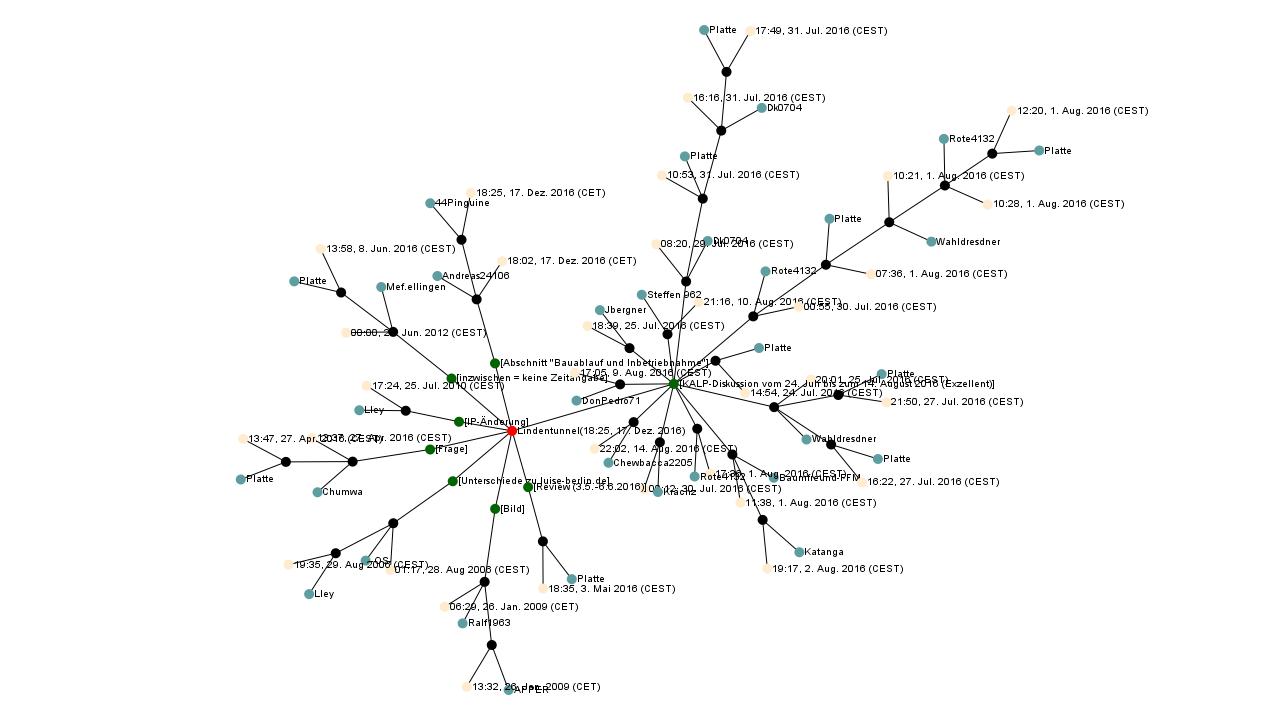 Platte
17:49, 31. Jul. 2016 (CEST)
16:16, 31. Jul. 2016 (CEST)
Dk0704
12:20, 1. Aug. 2016 (CEST)
Rote4132
Platte
Platte
10:53, 31. Jul. 2016 (CEST)
10:21, 1. Aug. 2016 (CEST)
18:25, 17. Dez. 2016 (CET)
44Pinguine
10:28, 1. Aug. 2016 (CEST)
Platte
13:58, 8. Jun. 2016 (CEST)
08:20, 29. Jul. 2016 (CEST)
Dk0704
Wahldresdner
18:02, 17. Dez. 2016 (CET)
Andreas24106
Rote4132
07:36, 1. Aug. 2016 (CEST)
Platte
Mef.ellingen
Steffen 962
21:16, 10. Aug. 2016 (CEST)
00:55, 30. Jul. 2016 (CEST)
Jbergner
18:39, 25. Jul. 2016 (CEST)
Jun. 2012 (CEST)
Platte
[Abschnitt "Bauablauf und Inbetriebnahme"]
17:05, 9. Aug. 2016 (CEST)
[inzwischen = keine Zeitangabe]
Platte
20:01, 25. Jul. 2016 (CEST)
[KALP-Diskussion vom 24. Juli bis zum 14. August 2016 (Exzellent)]
17:24, 25. Jul. 2010 (CEST)
14:54, 24. Jul. 2016 (CEST)
DonPedro71
21:50, 27. Jul. 2016 (CEST)
Lley
[IP-Änderung]
Lindentunnel(18:25, 17. Dez. 2016)
13:47, 27. Apr. 2016 (CEST)
12:37, 27. Apr. 2016 (CEST)
Wahldresdner
[Frage]
22:02, 14. Aug. 2016 (CEST)
Platte
Chewbacca2205
Platte
17:36, 1. Aug. 2016 (CEST)
Rote4132
Baumfreund-FFM
[Unterschiede zu luise-berlin.de]
16:22, 27. Jul. 2016 (CEST)
[Review (3.5.-6.6.2016)]
09:12, 30. Jul. 2016 (CEST)
Chumwa
Krächz
11:38, 1. Aug. 2016 (CEST)
[Bild]
Katanga
19:35, 29. Aug 2006 (CEST)
OS
01:17, 28. Aug 2006 (CEST)
19:17, 2. Aug. 2016 (CEST)
Platte
18:35, 3. Mai 2016 (CEST)
Lley
06:29, 26. Jan. 2009 (CET)
Ralf1963
13:32, 26. Jan. 2009 (CET)